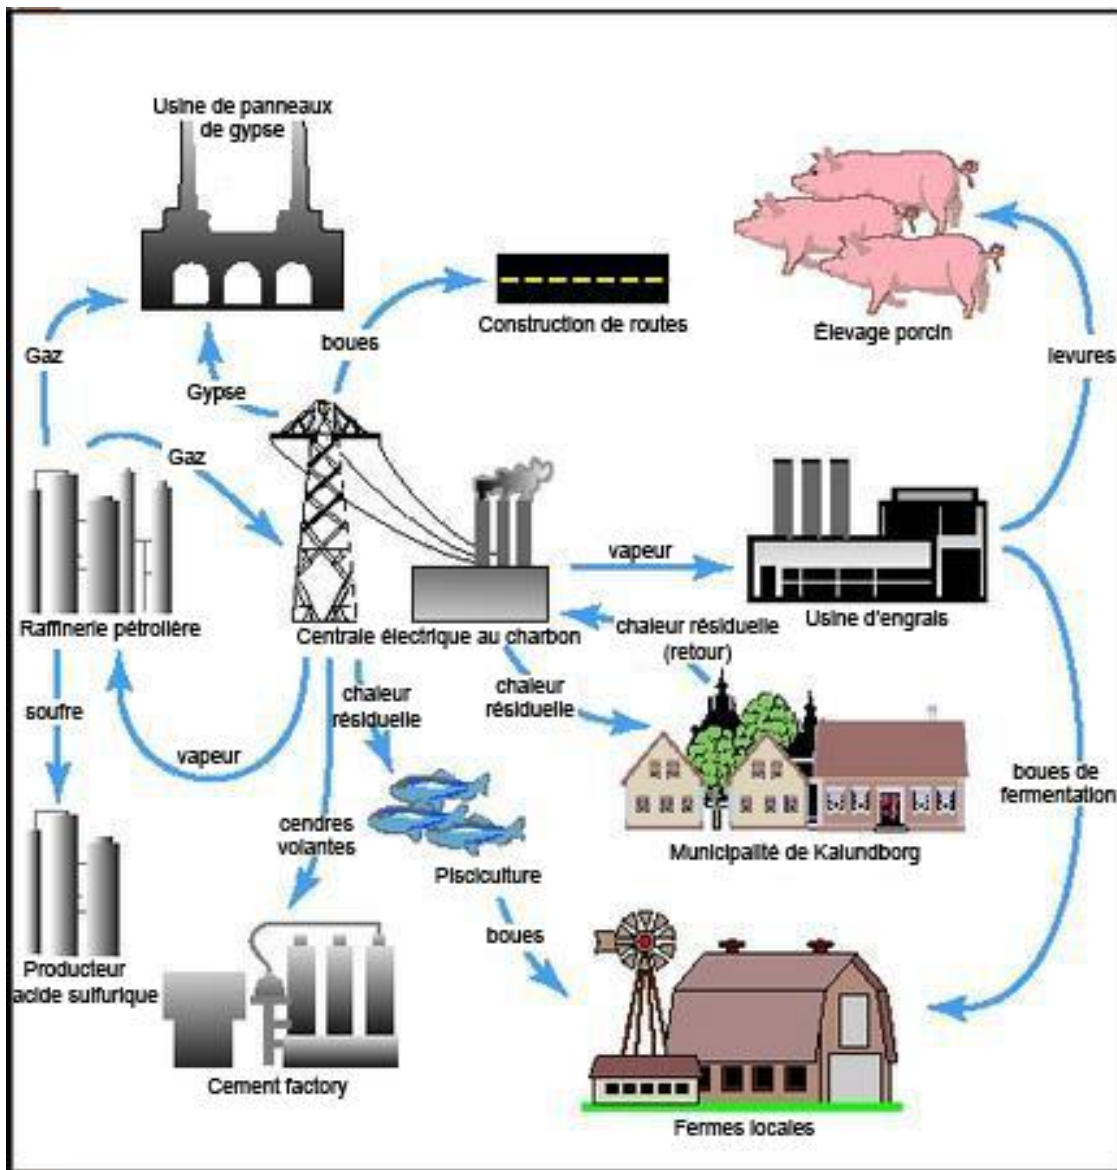 Usine de panneaux
de gypse
Gaz
Gypse
boues
Construction de routes
Élevage porcin
levures
Gaz
Raffinerie pétrolière
Centrale électrique au charbon
vapeur
Usine d'engrais
chaleur résiduelle
(retour)
soufre
vapeur
chaleur
résiduelle
chaleur
résiduelle
boues de
fermentation
cendres
volantes
Pisciculture
Municipalité de Kalundborg
boues
Producteur
acide sulfurique
Cement factory
Fermes locales